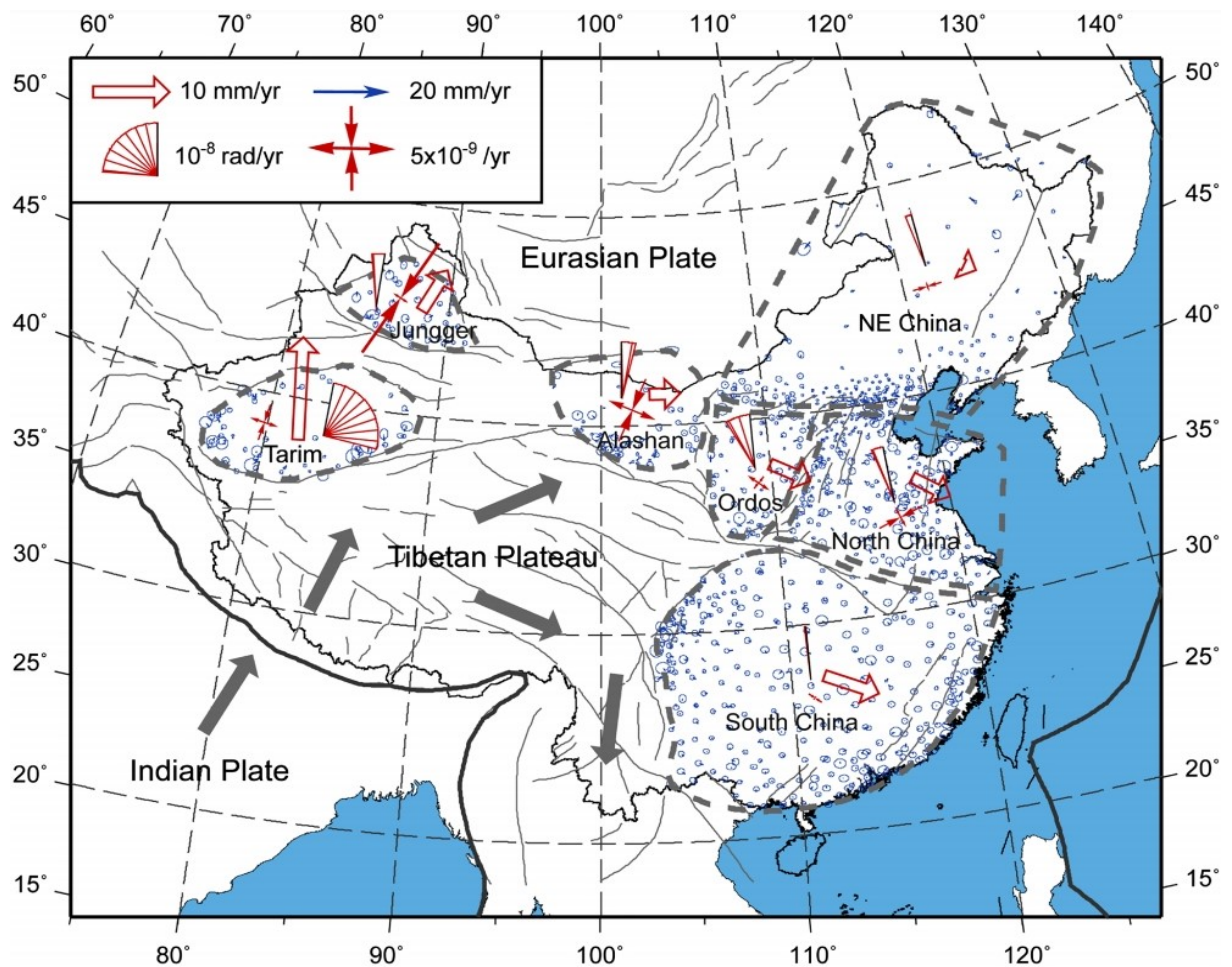 60° 70° 80° 90° 100° 110° 120° 130° 140°
10 mm/yr 20 mm/yr
10⁻⁸ rad/yr 5x10⁻⁹ /yr
50° 50°
45° 45°
40° 40°
35° 35°
30° 30°
25° 25°
20° 20°
15° 15°
Eurasian Plate
Jungger
NE China
Tarim
Alashan
Ordos
North China
Tibetan Plateau
South China
Indian Plate
80° 90° 100° 110° 120°